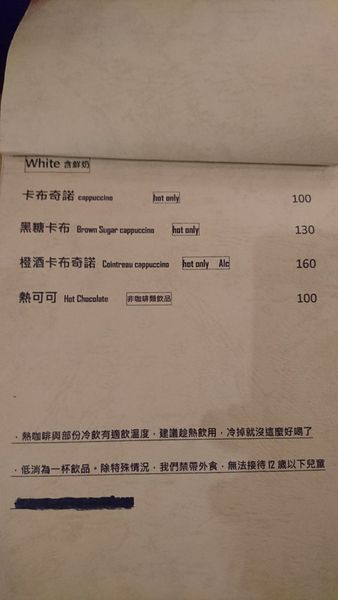 White 含鮮奶
卡布奇諾 cappuccino hot only 100
黑糖卡布 Brown Sugar cappuccino hot only 130
橙酒卡布奇諾 Cointreau cappuccino hot only Alc 160
熱可可 Hot Chocolate 非咖啡類飲品 100
．熱咖啡與部份冷飲有適飲溫度，建議趁熱飲用，冷掉就沒這麼好喝了
．低消為一杯飲品。除特殊情況，我們禁帶外食，無法接待12歲以下兒童